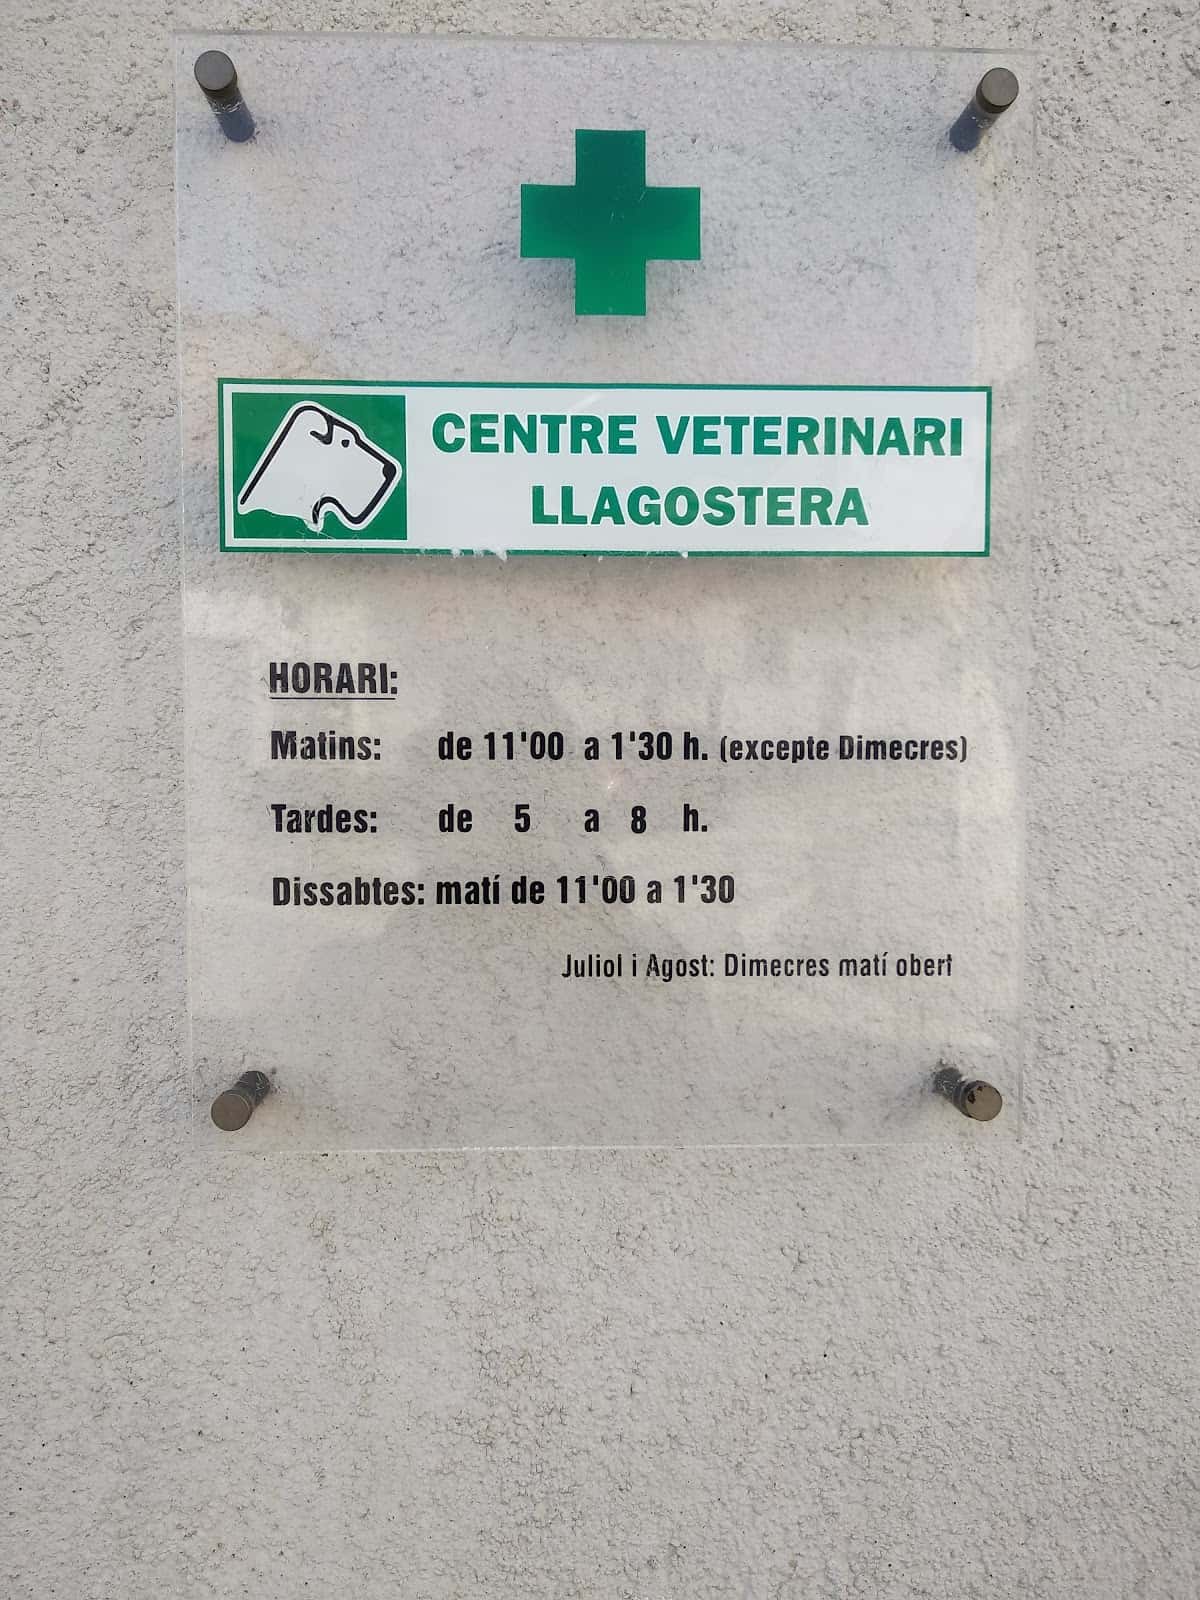 CENTRE VETERINARI
LLAGOSTERA
HORARI:
Matins: de 11'00 a 1'30 h. (excepte Dimecres)
Tardes: de 5 a 8 h.
Dissabtes: matí de 11'00 a 1'30
Juliol i Agost: Dimecres matí obert